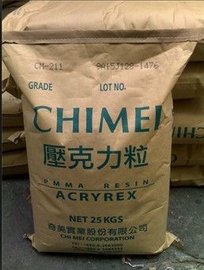 CM-211
GRADE LOT NO.
CHIMEI
壓克力粒
PMMA RESIN
ACRYREX
NET 25 KGS
奇美實業股份有限公司
CHI MEI CORPORATION